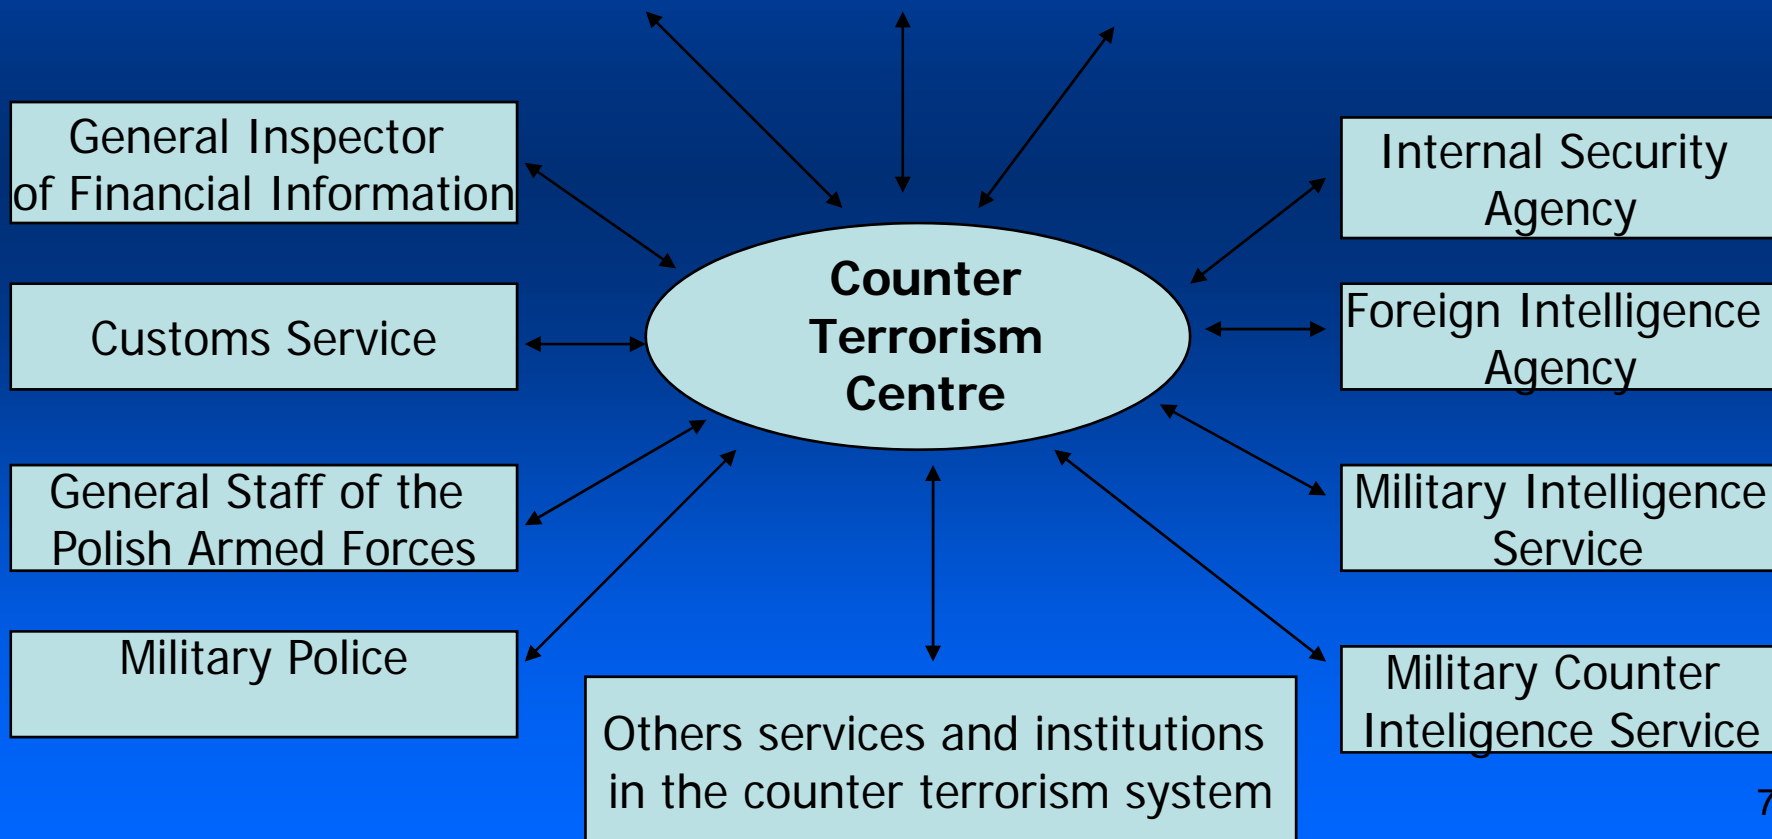 General Inspector
of Financial Information
Customs Service
General Staff of the
Polish Armed Forces
Military Police
Counter
Terrorism
Centre
Others services and institutions
in the counter terrorism system
Internal Security
Agency
Foreign Intelligence
Agency
Military Intelligence
Service
Military Counter
Inteligence Service
7